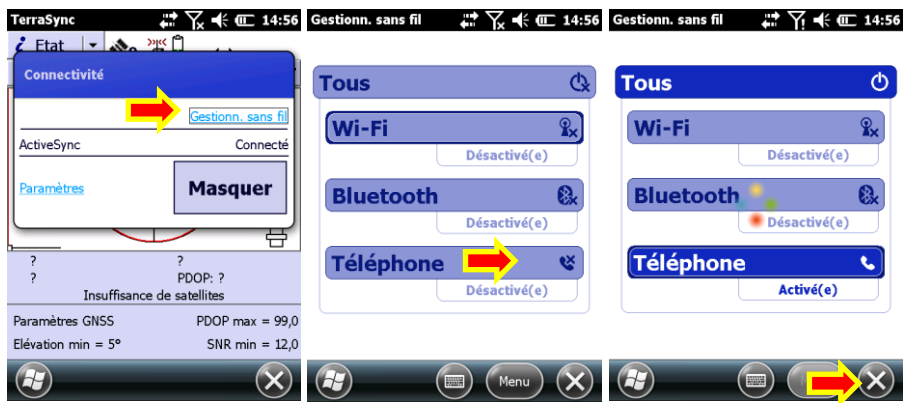 TerraSync 14:56
Etat
Connectivité
Gestionn. sans fil
ActiveSync Connecté
Paramètres Masquer
? ?
? PDOP: ?
Insuffisance de satellites
Paramètres GNSS PDOP max = 99,0
Elévation min = 5° SNR min = 12,0
Gestionn. sans fil 14:56
Tous
Wi-Fi
Désactivé(e)
Bluetooth
Désactivé(e)
Téléphone
Désactivé(e)
Menu
Gestionn. sans fil 14:56
Tous
Wi-Fi
Désactivé(e)
Bluetooth
Désactivé(e)
Téléphone
Activé(e)